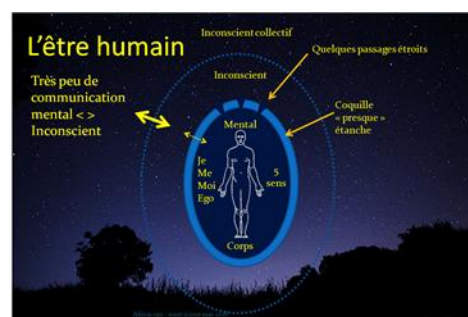 L'être humain
Inconscient collectif
Quelques passages étroits
Inconscient
Très peu de
communication
mental < >
Inconscient
Coquille
« presque »
étanche
Mental
Je
Me
Moi
Ego
5
sens
Corps